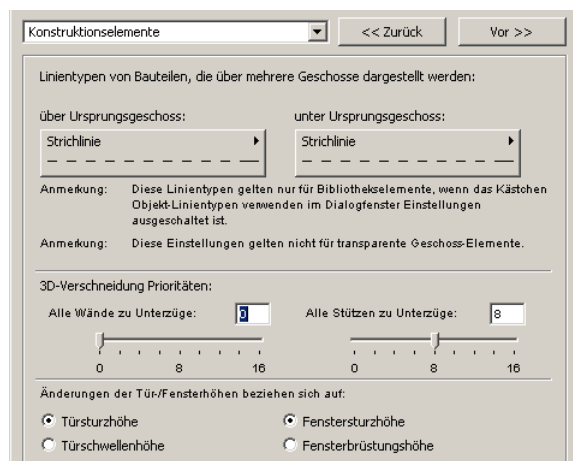 Konstruktionselemente
<< Zurück
Vor >>
Linientypen von Bauteilen, die über mehrere Geschosse dargestellt werden:
über Ursprungsgeschoss:
unter Ursprungsgeschoss:
Strichlinie
Strichlinie
Anmerkung: Diese Linientypen gelten nur für Bibliothekselemente, wenn das Kästchen
Objekt-Linientypen verwenden im Dialogfenster Einstellungen
ausgeschaltet ist.
Anmerkung: Diese Einstellungen gelten nicht für transparente Geschoss-Elemente.
3D-Verschneidung Prioritäten:
Alle Wände zu Unterzüge: 0
Alle Stützen zu Unterzüge: 8
0 8 16
0 8 16
Änderungen der Tür-/Fensterhöhen beziehen sich auf:
Türsturzhöhe
Fenstersturzhöhe
Türschwellenhöhe
Fensterbrüstungshöhe